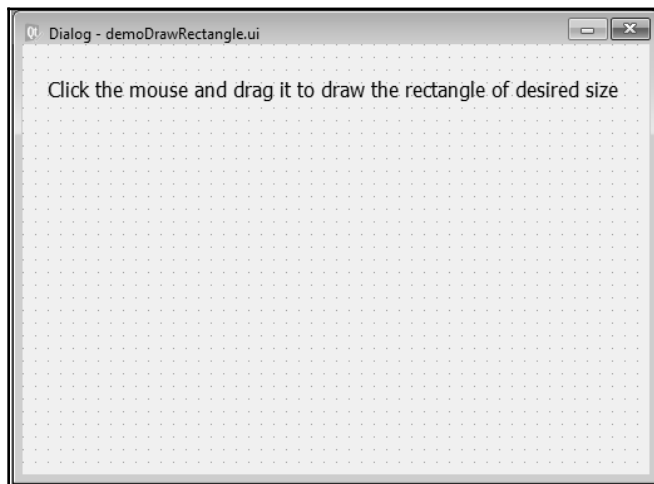 Dialog - demoDrawRectangle.ui
Click the mouse and drag it to draw the rectangle of desired size